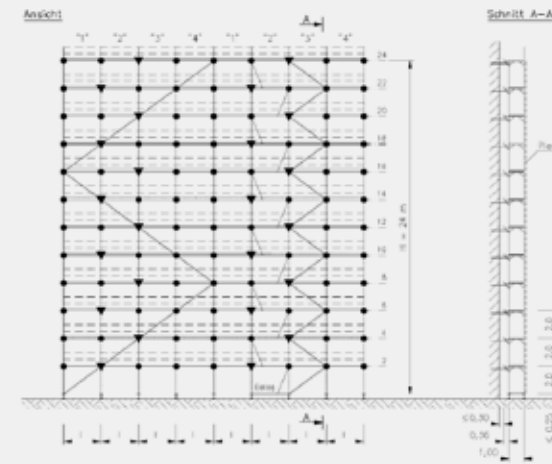 Ansicht
Schnitt A-A
A
"1" "2" "3" "4" "1" "2" "3" "4"
24
22
20
18
16
14
12
10
8
6
4
2
H = 24 m
2.0
2.0
2.0
A
l l l l l l l l
≤0,30
0,96
1,00